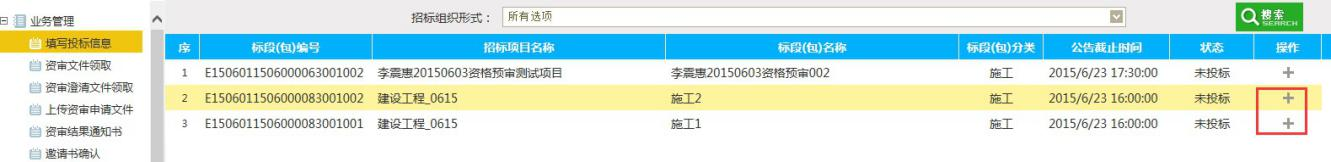 业务管理
填写投标信息
资审文件领取
资审澄清文件领取
上传资审申请文件
资审结果通知书
邀请书确认
招标组织形式： 所有选项 搜索 SEARCH
序 标段(包)编号 招标项目名称 标段(包)名称 标段(包)分类 公告截止时间 状态 操作
1 E1506011506000063001002 李震惠20150603资格预审测试项目 李震惠20150603资格预审002 施工 2015/6/23 17:30:00 未投标
2 E1506011506000083001002 建设工程_0615 施工2 施工 2015/6/23 16:00:00 未投标
3 E1506011506000083001001 建设工程_0615 施工1 施工 2015/6/23 16:00:00 未投标